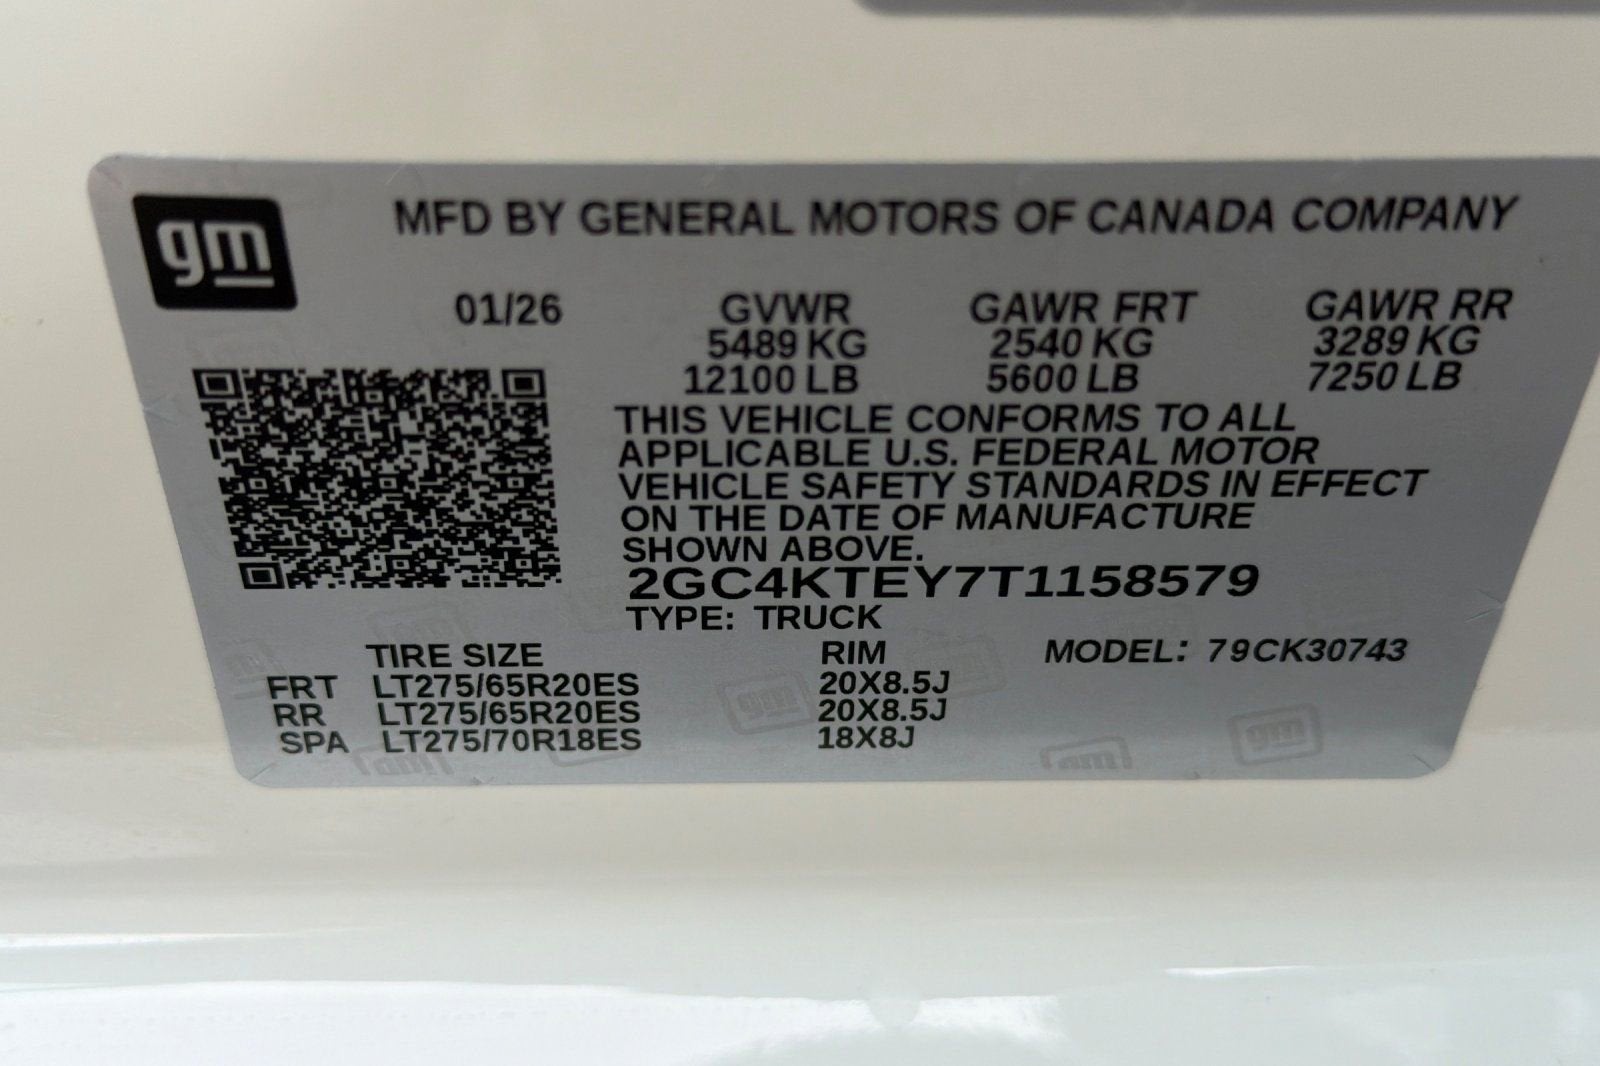 gm
MFD BY GENERAL MOTORS OF CANADA COMPANY
01/26 GVWR GAWR FRT GAWR RR
5489 KG 2540 KG 3289 KG
12100 LB 5600 LB 7250 LB
THIS VEHICLE CONFORMS TO ALL
APPLICABLE U.S. FEDERAL MOTOR
VEHICLE SAFETY STANDARDS IN EFFECT
ON THE DATE OF MANUFACTURE
SHOWN ABOVE.
2GC4KTEY7T1158579
TYPE: TRUCK
TIRE SIZE RIM MODEL: 79CK30743
FRT LT275/65R20ES 20X8.5J
RR LT275/65R20ES 20X8.5J
SPA LT275/70R18ES 18X8J